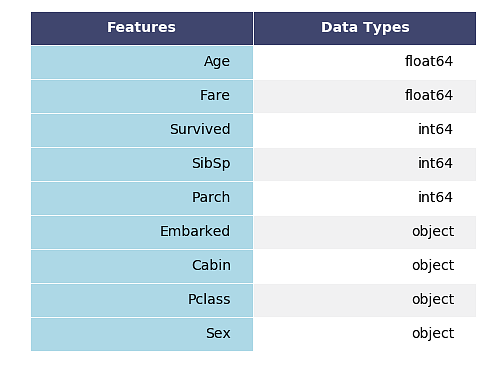 Features Data Types
Age float64
Fare float64
Survived int64
SibSp int64
Parch int64
Embarked object
Cabin object
Pclass object
Sex object